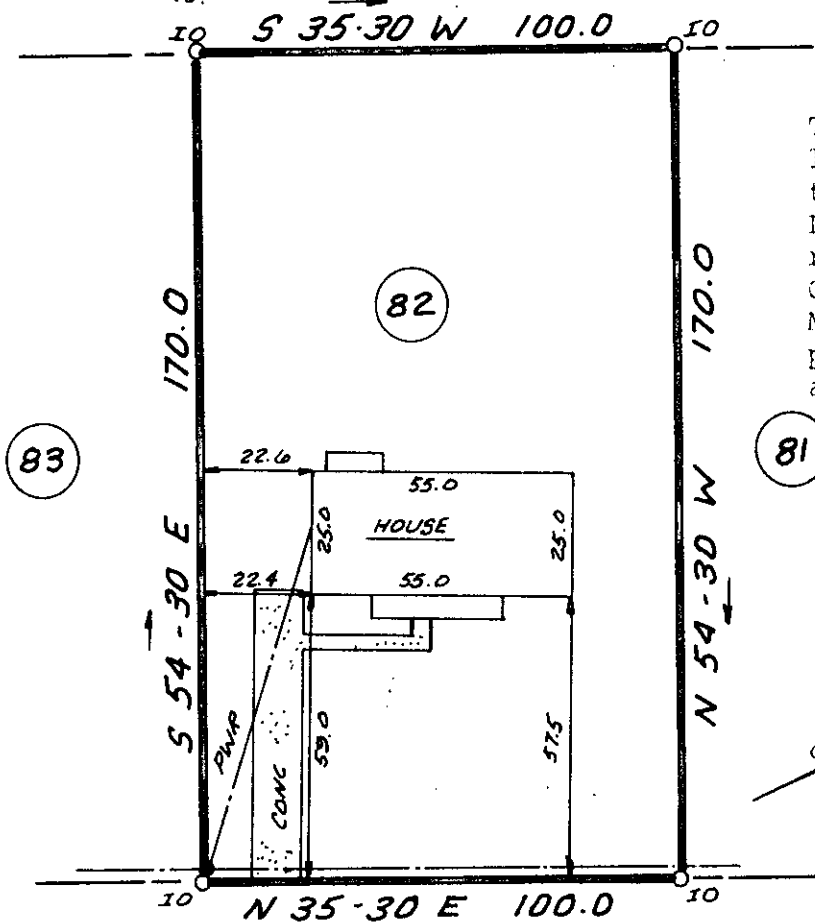 S 35·30 W 100.0
IO
IO
170.0
82
170.0
83
81
22.6
55.0
25.0
HOUSE
25.0
22.4
55.0
S 54-30 E
N 54-30 W
PWR
CONC
59.0
57.5
IO
N 35-30 E 100.0
IO